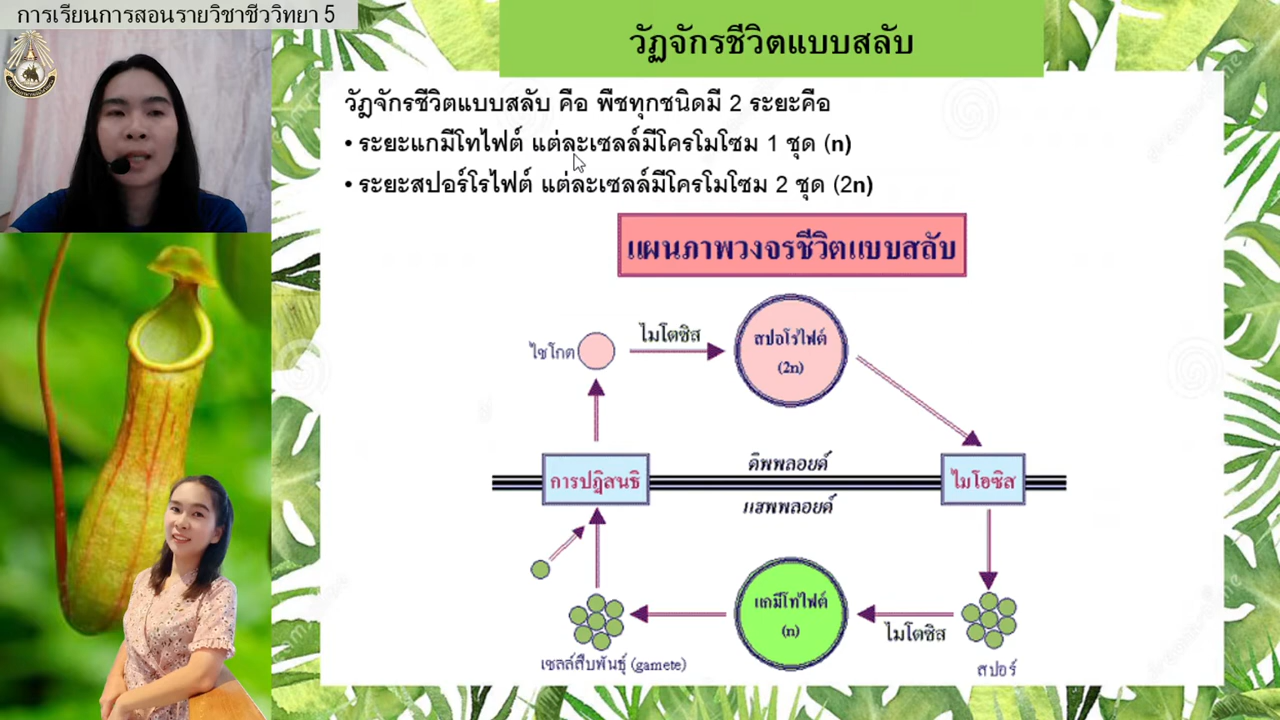 การเรียนการสอนรายวิชาชีววิทยา 5
วัฏจักรชีวิตแบบสลับ
วัฏจักรชีวิตแบบสลับ คือ พืชทุกชนิดมี 2 ระยะคือ
• ระยะแกมีโทไฟต์ แต่ละเซลล์มีโครโมโซม 1 ชุด (n)
• ระยะสปอร์โรไฟต์ แต่ละเซลล์มีโครโมโซม 2 ชุด (2n)
แผนภาพวงจรชีวิตแบบสลับ
ไซโกต
ไมโตซิส
สปอโรไฟต์
(2n)
การปฏิสนธิ
ดิพพลอยด์
แฮพพลอยด์
ไมโอซิส
แกมีโทไฟต์
(n)
ไมโตซิส
เซลล์สืบพันธุ์ (gamete)
สปอร์